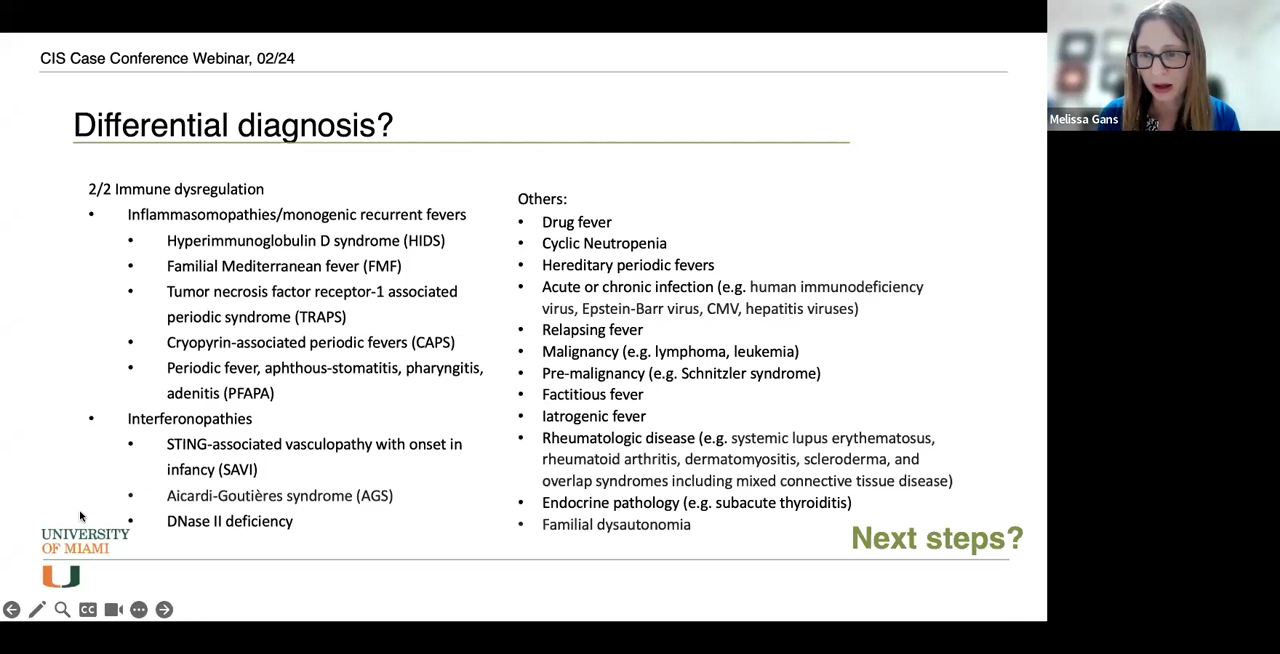 CIS Case Conference Webinar, 02/24
Melissa Gans
Differential diagnosis?
2/2 Immune dysregulation
• Inflammasomopathies/monogenic recurrent fevers
• Hyperimmunoglobulin D syndrome (HIDS)
• Familial Mediterranean fever (FMF)
• Tumor necrosis factor receptor-1 associated
periodic syndrome (TRAPS)
• Cryopyrin-associated periodic fevers (CAPS)
• Periodic fever, aphthous-stomatitis, pharyngitis,
adenitis (PFAPA)
• Interferonopathies
• STING-associated vasculopathy with onset in
infancy (SAVI)
• Aicardi-Goutières syndrome (AGS)
• DNase II deficiency
Others:
• Drug fever
• Cyclic Neutropenia
• Hereditary periodic fevers
• Acute or chronic infection (e.g. human immunodeficiency
virus, Epstein-Barr virus, CMV, hepatitis viruses)
• Relapsing fever
• Malignancy (e.g. lymphoma, leukemia)
• Pre-malignancy (e.g. Schnitzler syndrome)
• Factitious fever
• Iatrogenic fever
• Rheumatologic disease (e.g. systemic lupus erythematosus,
rheumatoid arthritis, dermatomyositis, scleroderma, and
overlap syndromes including mixed connective tissue disease)
• Endocrine pathology (e.g. subacute thyroiditis)
• Familial dysautonomia
Next steps?
UNIVERSITY
OF MIAMI
U
CC